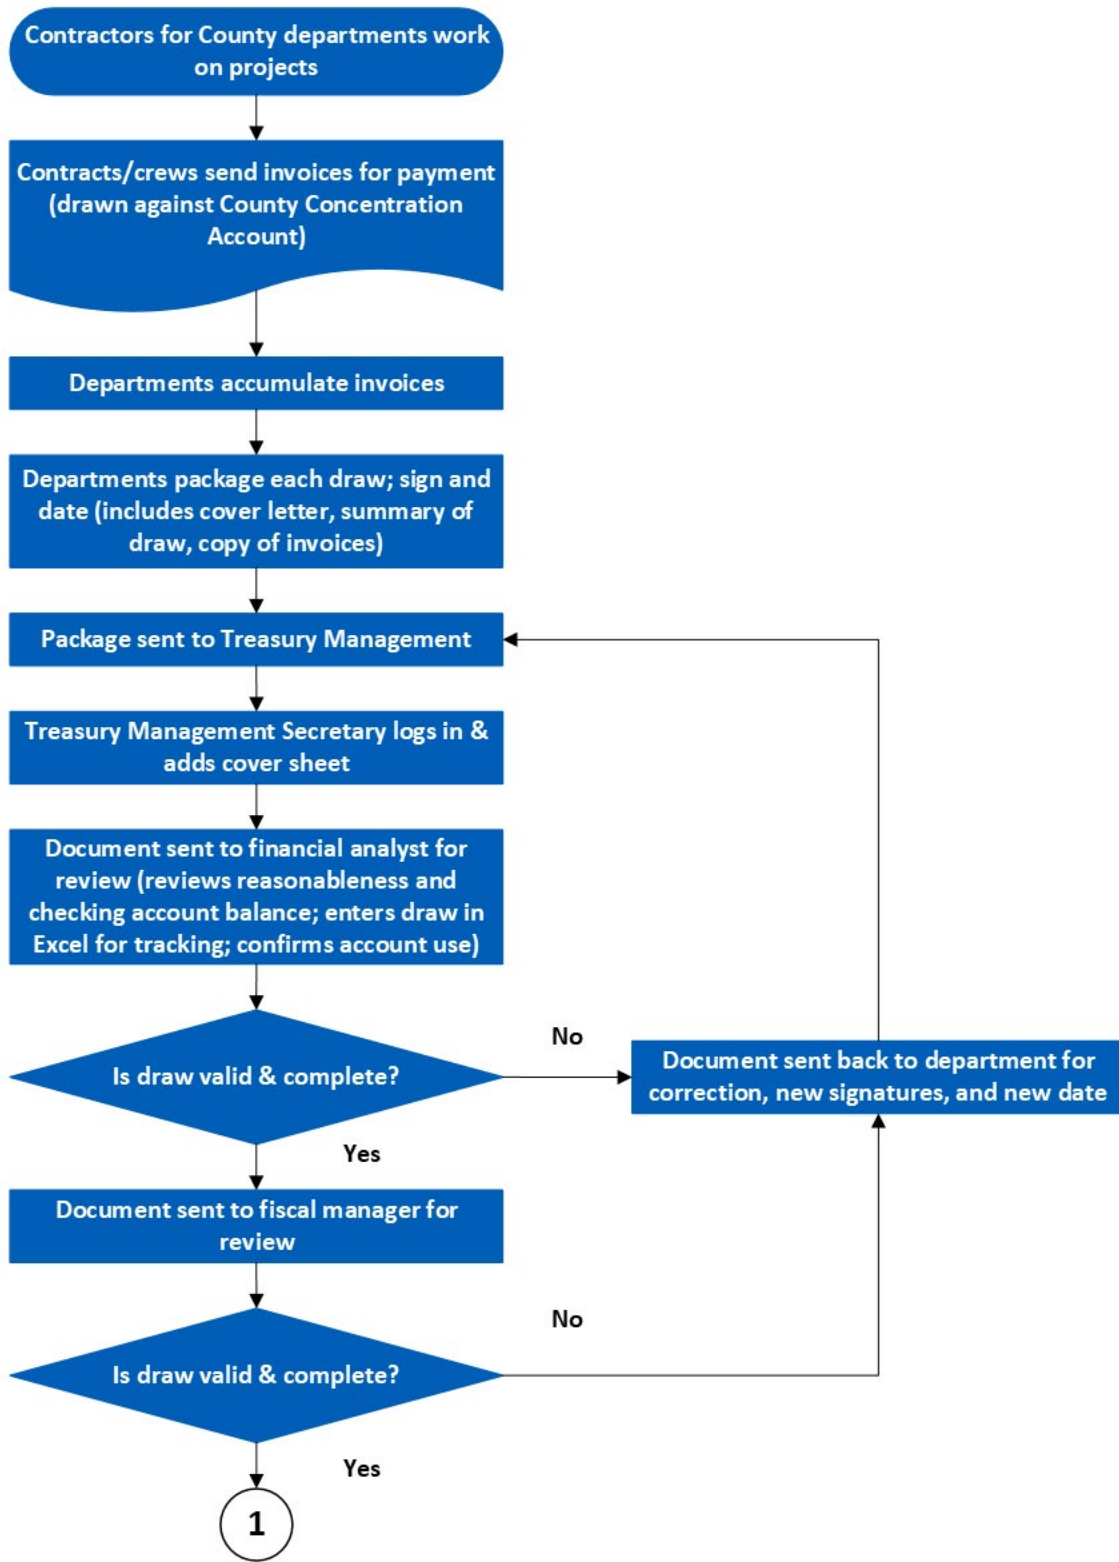 Contractors for County departments work
on projects
Contracts/crews send invoices for payment
(drawn against County Concentration
Account)
Departments accumulate invoices
Departments package each draw; sign and
date (includes cover letter, summary of
draw, copy of invoices)
Package sent to Treasury Management
Treasury Management Secretary logs in &
adds cover sheet
Document sent to financial analyst for
review (reviews reasonableness and
checking account balance; enters draw in
Excel for tracking; confirms account use)
Is draw valid & complete?
No
Document sent back to department for
correction, new signatures, and new date
Yes
Document sent to fiscal manager for
review
Is draw valid & complete?
No
Yes
1